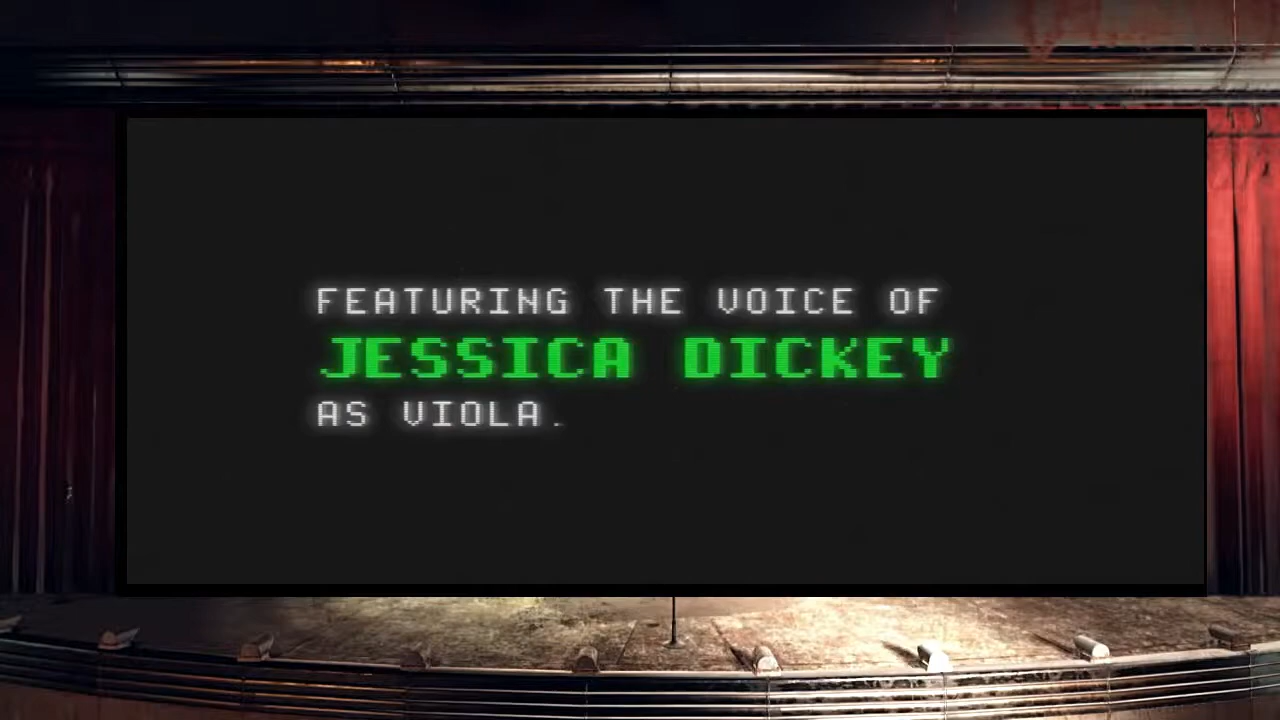 FEATURING THE VOICE OF
JESSICA DICKEY
AS VIOLA.